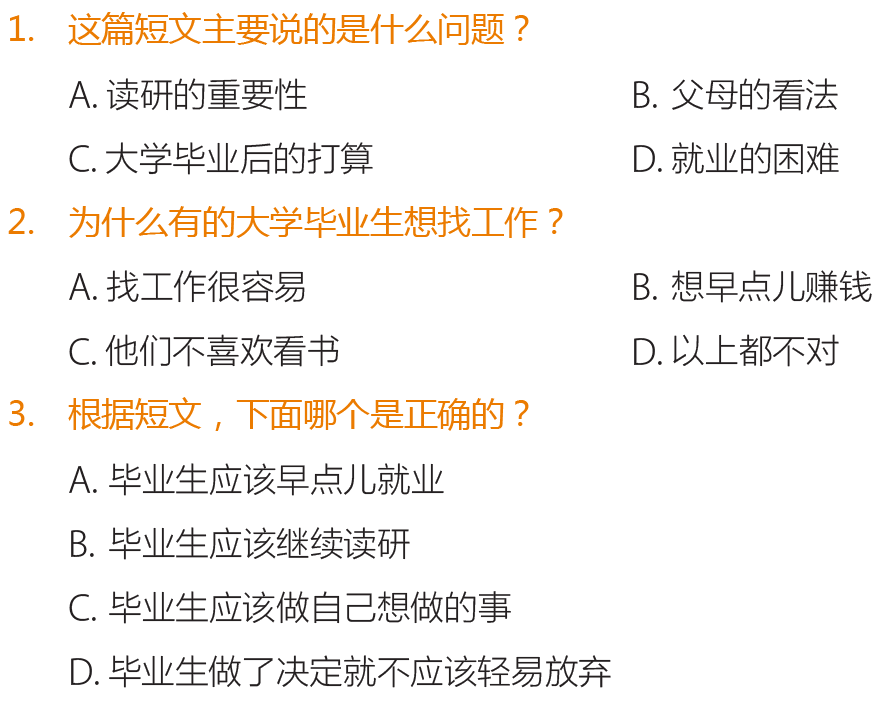 1. 这篇短文主要说的是什么问题？
A. 读研的重要性 B. 父母的看法
C. 大学毕业后的打算 D. 就业的困难
2. 为什么有的大学毕业生想找工作？
A. 找工作很容易 B. 想早点儿赚钱
C. 他们不喜欢看书 D. 以上都不对
3. 根据短文，下面哪个是正确的？
A. 毕业生应该早点儿就业
B. 毕业生应该继续读研
C. 毕业生应该做自己想做的事
D. 毕业生做了决定就不应该轻易放弃